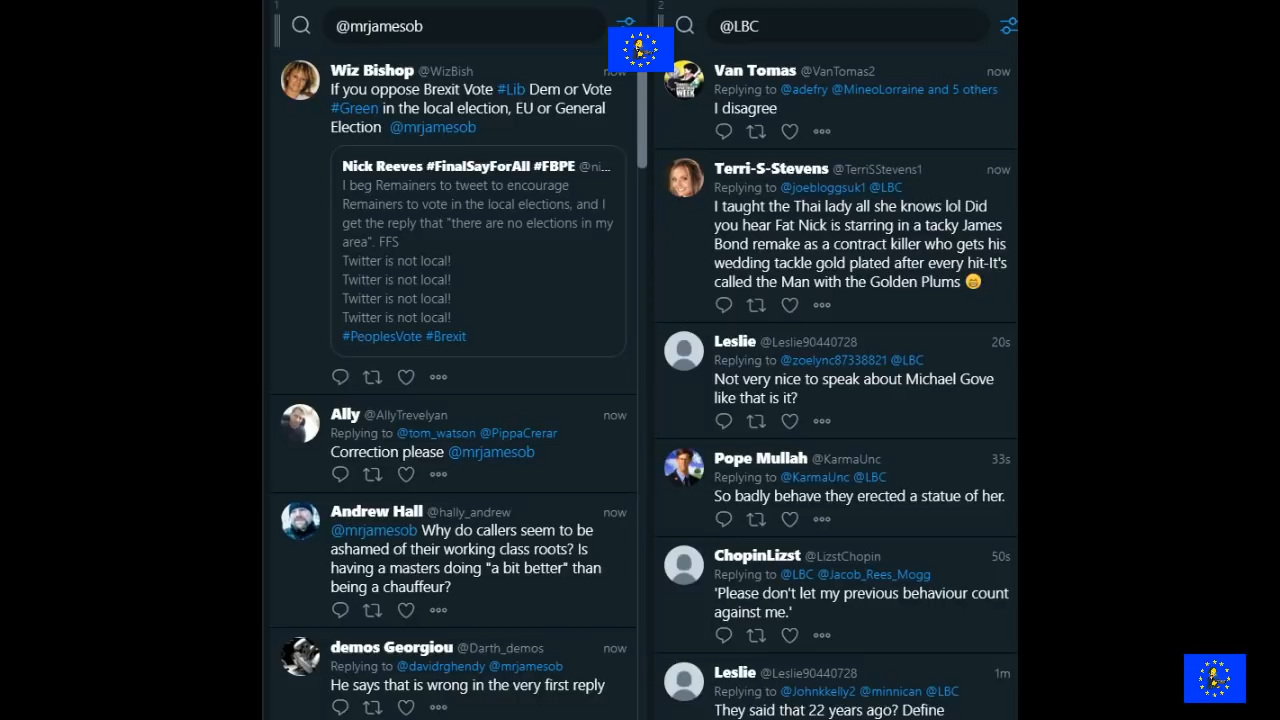 1
@mrjamesob
Wiz Bishop @WizBish now
If you oppose Brexit Vote #Lib Dem or Vote
#Green in the local election, EU or General
Election @mrjamesob
Nick Reeves #FinalSayForAll #FBPE @ni...
I beg Remainers to tweet to encourage
Remainers to vote in the local elections, and I
get the reply that "there are no elections in my
area". FFS
Twitter is not local!
Twitter is not local!
Twitter is not local!
Twitter is not local!
#PeoplesVote #Brexit
Ally @AllyTrevelyan now
Replying to @tom_watson @PippaCrerar
Correction please @mrjamesob
Andrew Hall @hally_andrew now
@mrjamesob Why do callers seem to be
ashamed of their working class roots? Is
having a masters doing "a bit better" than
being a chauffeur?
demos Georgiou @Darth_demos now
Replying to @davidrghendy @mrjamesob
He says that is wrong in the very first reply
2
@LBC
Van Tomas @VanTomas2 now
Replying to @adefry @MineoLorraine and 5 others
I disagree
Terri-S-Stevens @TerriSStevens1 now
Replying to @joebloggsuk1 @LBC
I taught the Thai lady all she knows lol Did
you hear Fat Nick is starring in a tacky James
Bond remake as a contract killer who gets his
wedding tackle gold plated after every hit-It's
called the Man with the Golden Plums 😁
Leslie @Leslie90440728 20s
Replying to @zoelync87338821 @LBC
Not very nice to speak about Michael Gove
like that is it?
Pope Mullah @KarmaUnc 33s
Replying to @KarmaUnc @LBC
So badly behave they erected a statue of her.
ChopinLizst @LizstChopin 50s
Replying to @LBC @Jacob_Rees_Mogg
'Please don't let my previous behaviour count
against me.'
Leslie @Leslie90440728 1m
Replying to @Johnkkelly2 @minnican @LBC
They said that 22 years ago? Define